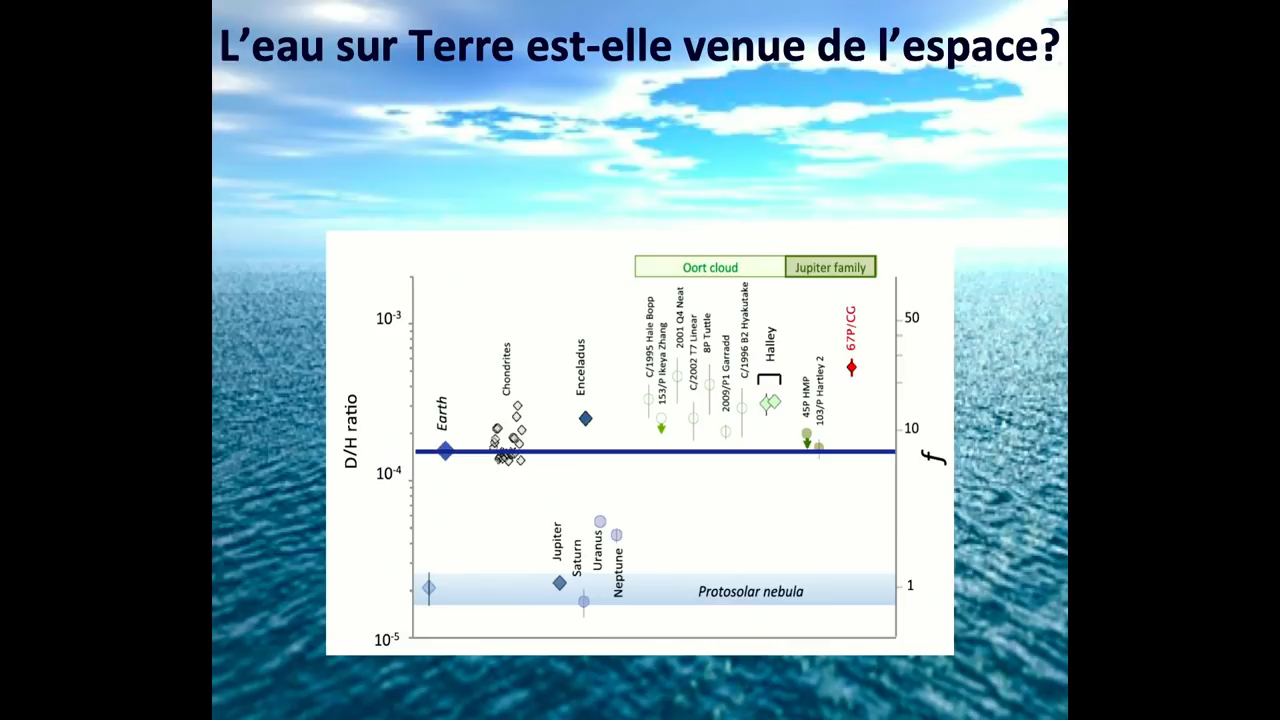 L’eau sur Terre est-elle venue de l’espace?
Oort cloud
Jupiter family
10-3
10-4
10-5
D/H ratio
50
10
1
f
Earth
Chondrites
Enceladus
C/1995 Hale Bopp
153/P Ikeya Zhang
2001 Q4 Neat
C/2002 T7 Linear
8P Tuttle
2009/P1 Garradd
C/1996 B2 Hyakutake
Halley
45P HMP
103/P Hartley 2
67P/CG
Jupiter
Saturn
Uranus
Neptune
Protosolar nebula